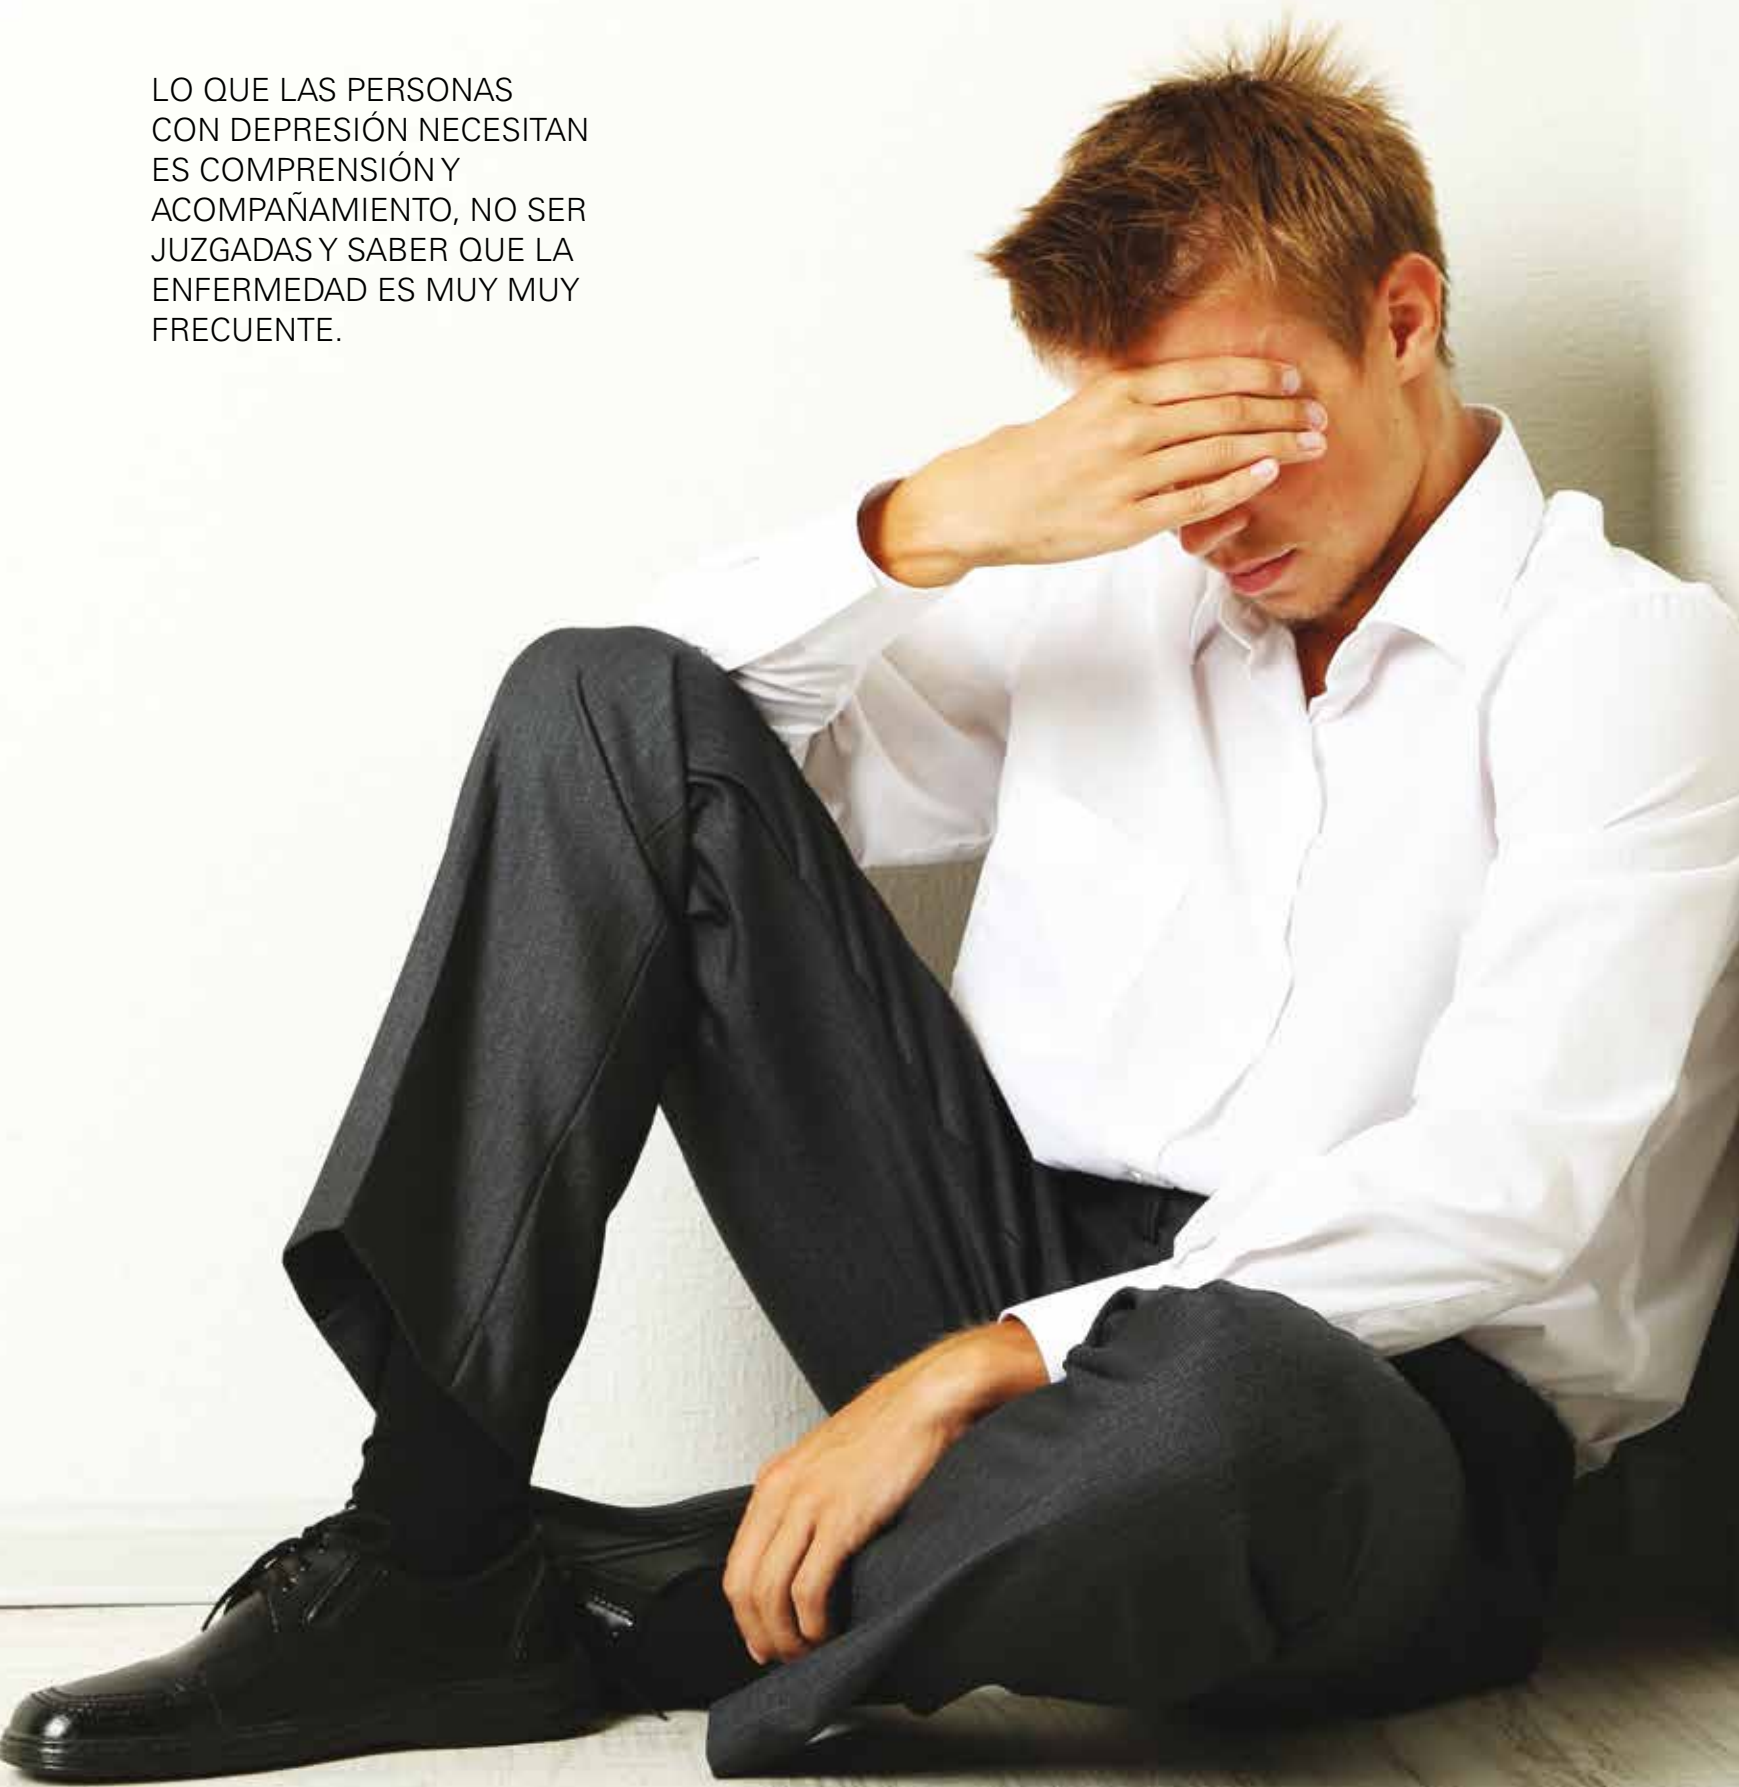 LO QUE LAS PERSONAS
CON DEPRESIÓN NECESITAN
ES COMPRENSIÓN Y
ACOMPAÑAMIENTO, NO SER
JUZGADAS Y SABER QUE LA
ENFERMEDAD ES MUY MUY
FRECUENTE.